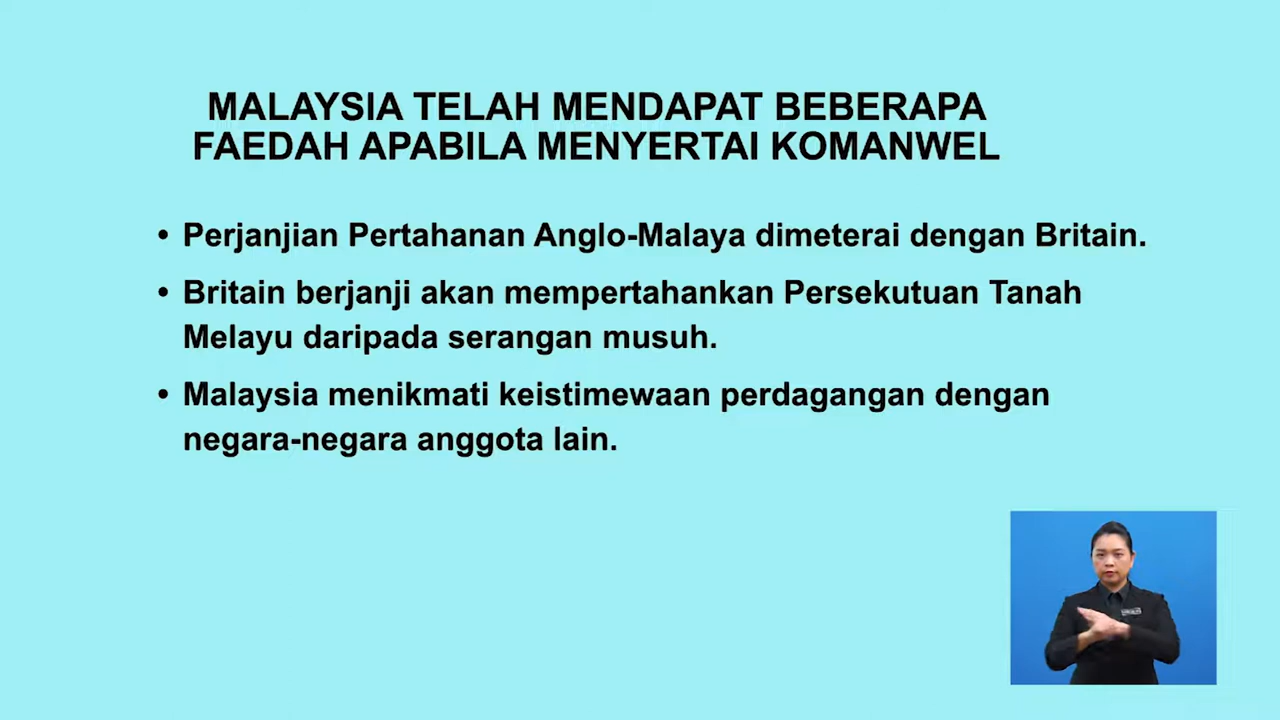 MALAYSIA TELAH MENDAPAT BEBERAPA
FAEDAH APABILA MENYERTAI KOMANWEL
• Perjanjian Pertahanan Anglo-Malaya dimeterai dengan Britain.
• Britain berjanji akan mempertahankan Persekutuan Tanah
Melayu daripada serangan musuh.
• Malaysia menikmati keistimewaan perdagangan dengan
negara-negara anggota lain.